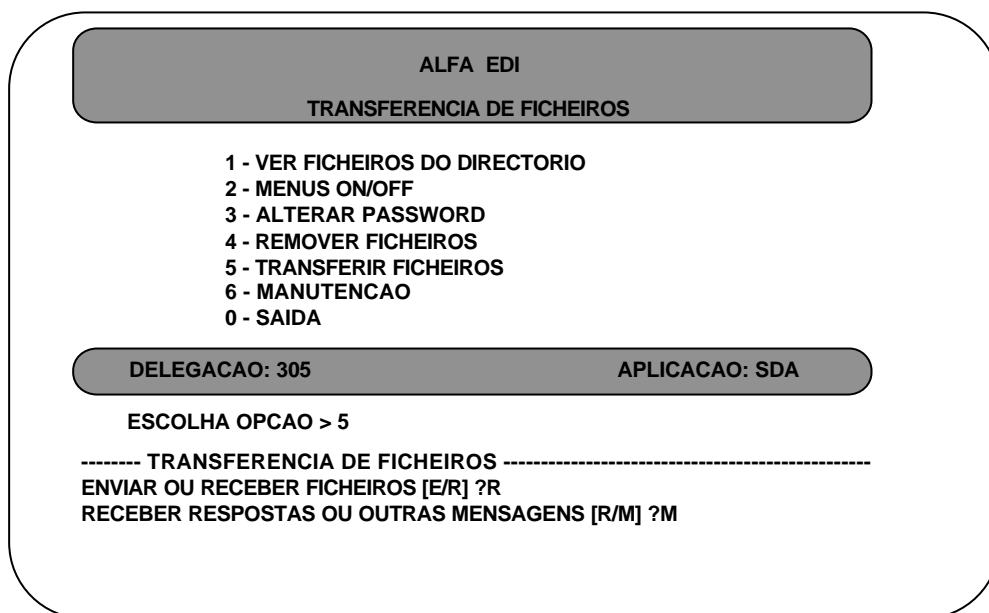 ALFA EDI
TRANSFERENCIA DE FICHEIROS
1 - VER FICHEIROS DO DIRECTORIO
2 - MENUS ON/OFF
3 - ALTERAR PASSWORD
4 - REMOVER FICHEIROS
5 - TRANSFERIR FICHEIROS
6 - MANUTENCAO
0 - SAIDA
DELEGACAO: 305 APLICACAO: SDA
ESCOLHA OPCAO > 5
-------- TRANSFERENCIA DE FICHEIROS -------------------------------------------------
ENVIAR OU RECEBER FICHEIROS [E/R] ?R
RECEBER RESPOSTAS OU OUTRAS MENSAGENS [R/M] ?M